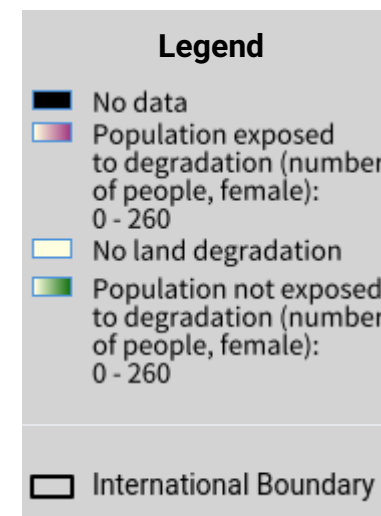 Legend
No data
Population exposed
to degradation (number
of people, female):
0 - 260
No land degradation
Population not exposed
to degradation (number
of people, female):
0 - 260
International Boundary